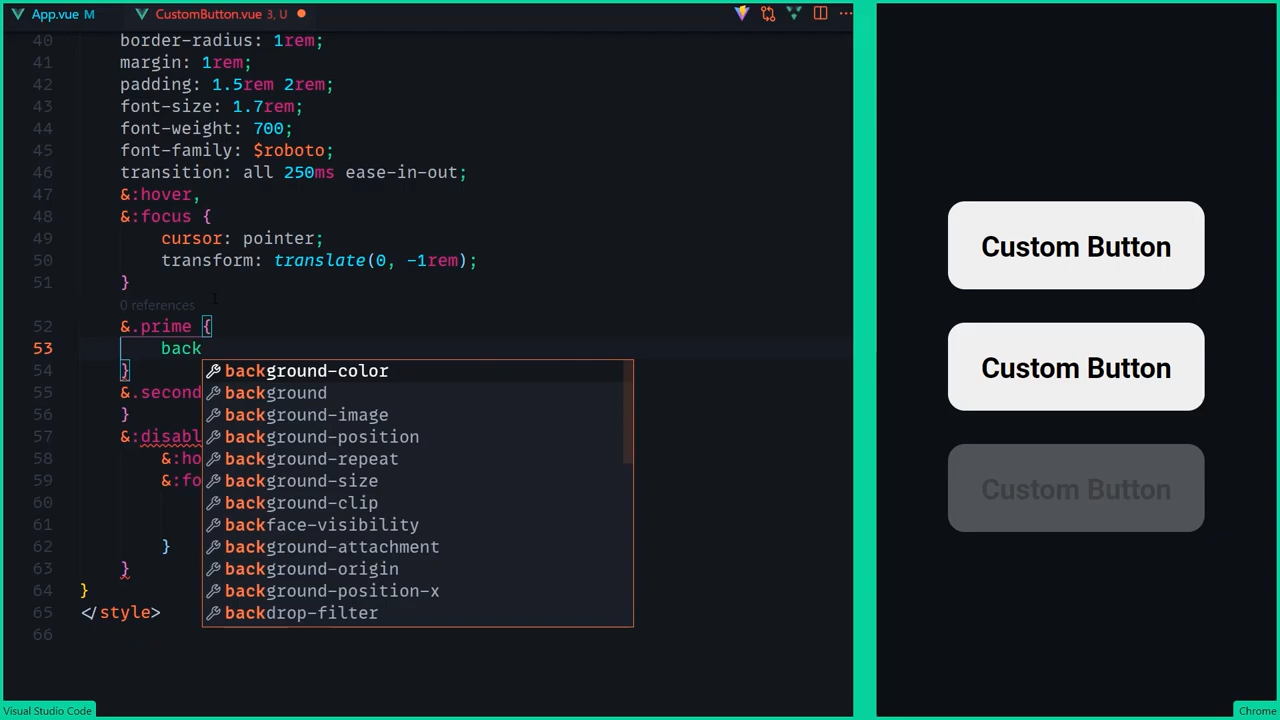 App.vue M CustomButton.vue 3, U
40 border-radius: 1rem;
41 margin: 1rem;
42 padding: 1.5rem 2rem;
43 font-size: 1.7rem;
44 font-weight: 700;
45 font-family: $roboto;
46 transition: all 250ms ease-in-out;
47 &:hover,
48 &:focus {
49 cursor: pointer;
50 transform: translate(0, -1rem);
51 }
0 references
52 &.prime {
53 back
54 } background-color
55 &.second background
56 } background-image
57 &:disabl background-position
58 &:ho background-repeat
59 &:fo background-size
60 background-clip
61 backface-visibility
62 } background-attachment
63 } background-origin
64 } background-position-x
65 </style> backdrop-filter
66
Custom Button
Custom Button
Custom Button
Visual Studio Code
Chrome